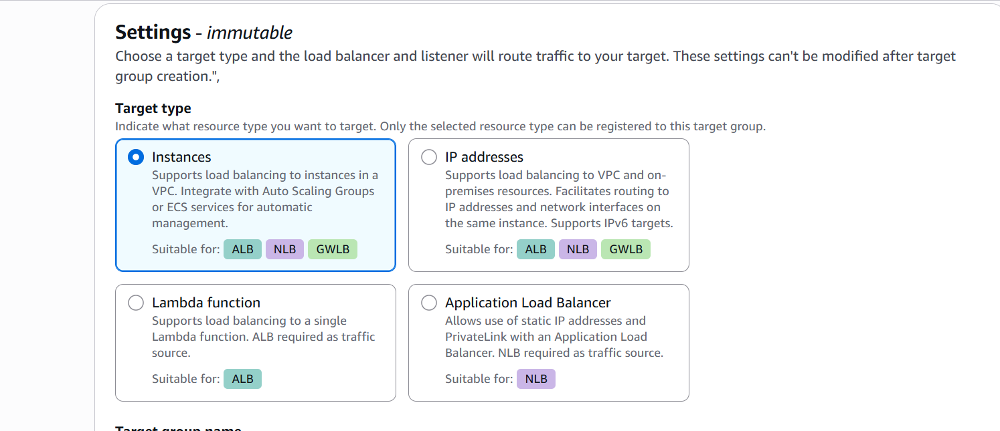 Settings - immutable
Choose a target type and the load balancer and listener will route traffic to your target. These settings can't be modified after target
group creation.",
Target type
Indicate what resource type you want to target. Only the selected resource type can be registered to this target group.
Instances
Supports load balancing to instances in a
VPC. Integrate with Auto Scaling Groups
or ECS services for automatic
management.
Suitable for: ALB NLB GWLB
IP addresses
Supports load balancing to VPC and on-
premises resources. Facilitates routing to
IP addresses and network interfaces on
the same instance. Supports IPv6 targets.
Suitable for: ALB NLB GWLB
Lambda function
Supports load balancing to a single
Lambda function. ALB required as traffic
source.
Suitable for: ALB
Application Load Balancer
Allows use of static IP addresses and
PrivateLink with an Application Load
Balancer. NLB required as traffic source.
Suitable for: NLB
Target group name